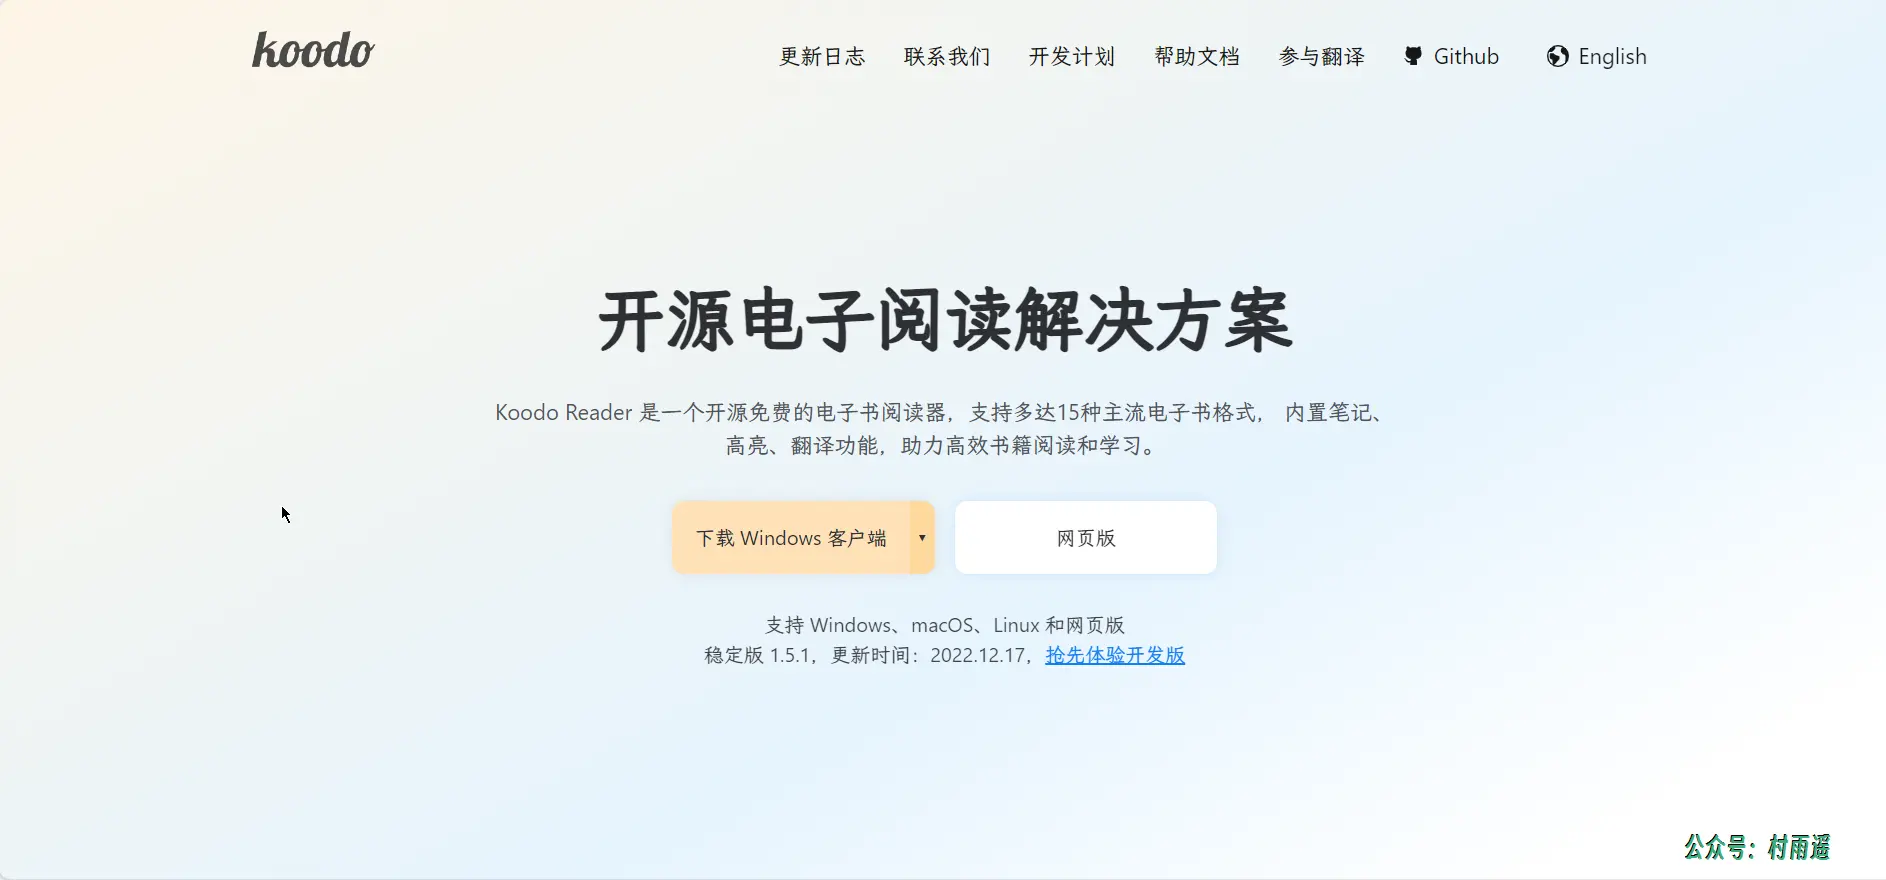 koodo
更新日志 联系我们 开发计划 帮助文档 参与翻译 Github English
开源电子阅读解决方案
Koodo Reader 是一个开源免费的电子书阅读器，支持多达15种主流电子书格式， 内置笔记、
高亮、翻译功能，助力高效书籍阅读和学习。
下载 Windows 客户端 ▾ 网页版
支持 Windows、macOS、Linux 和网页版
稳定版 1.5.1，更新时间：2022.12.17，抢先体验开发版
公众号：村雨遥